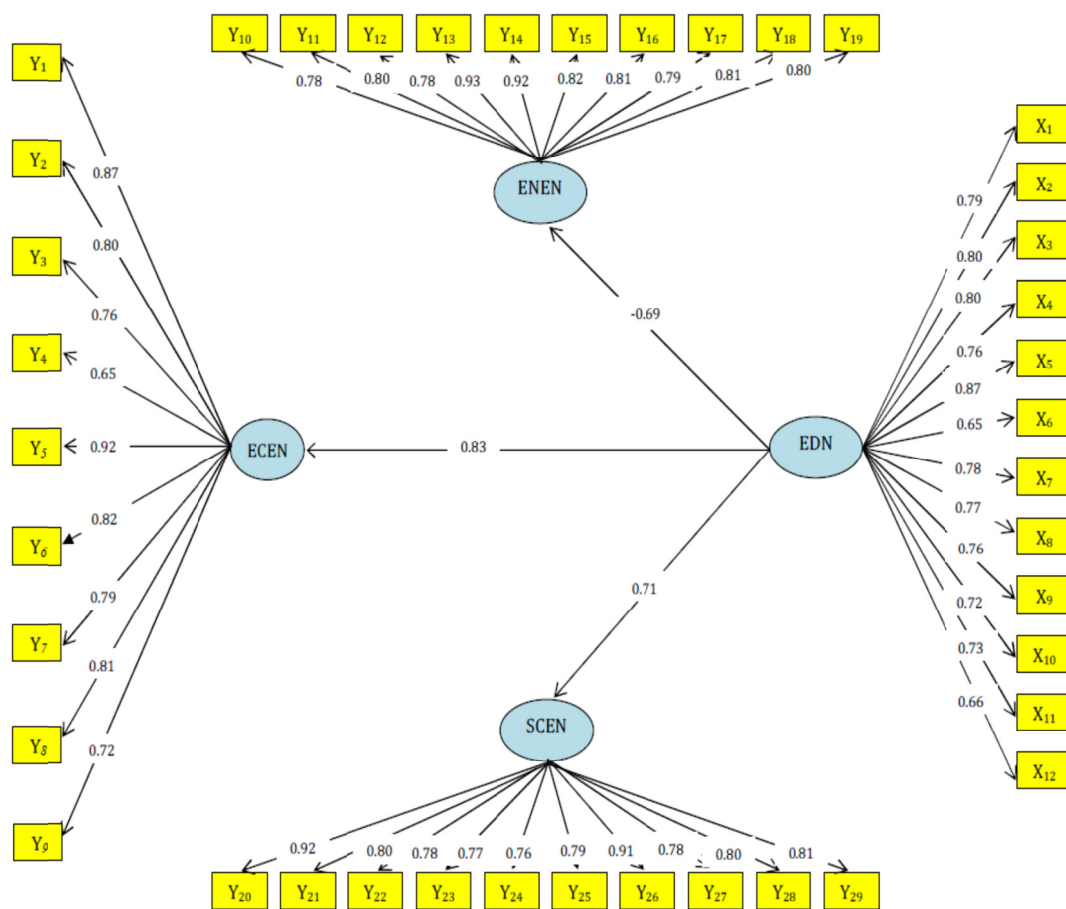 Y10 Y11 Y12 Y13 Y14 Y15 Y16 Y17 Y18 Y19
0.78 0.80 0.78 0.93 0.92 0.82 0.81 0.79 0.81 0.80
ENEN
Y1
Y2
Y3
Y4
Y5
Y6
Y7
Y8
Y9
0.87
0.80
0.76
0.65
0.92
0.82
0.79
0.81
0.72
ECEN
-0.69
0.83
0.71
EDN
0.79
0.80
0.80
0.76
0.87
0.65
0.78
0.77
0.76
0.72
0.73
0.66
X1
X2
X3
X4
X5
X6
X7
X8
X9
X10
X11
X12
SCEN
0.92 0.80 0.78 0.77 0.76 0.79 0.91 0.78 0.80 0.81
Y20 Y21 Y22 Y23 Y24 Y25 Y26 Y27 Y28 Y29